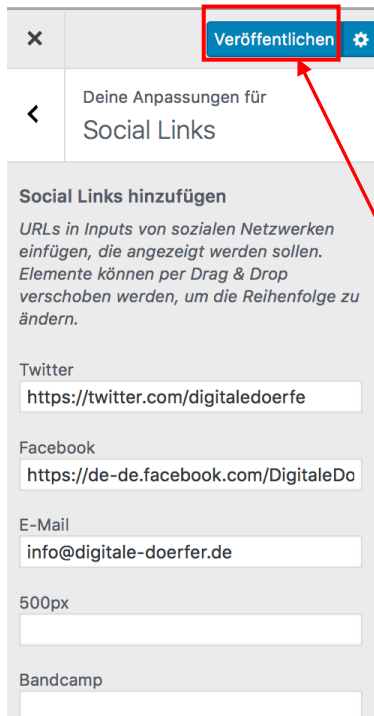 Veröffentlichen
Deine Anpassungen für
Social Links
Social Links hinzufügen
URLs in Inputs von sozialen Netzwerken
einfügen, die angezeigt werden sollen.
Elemente können per Drag & Drop
verschoben werden, um die Reihenfolge zu
ändern.
Twitter
https://twitter.com/digitaledoerfe
Facebook
https://de-de.facebook.com/DigitaleDo
E-Mail
info@digitale-doerfer.de
500px
Bandcamp